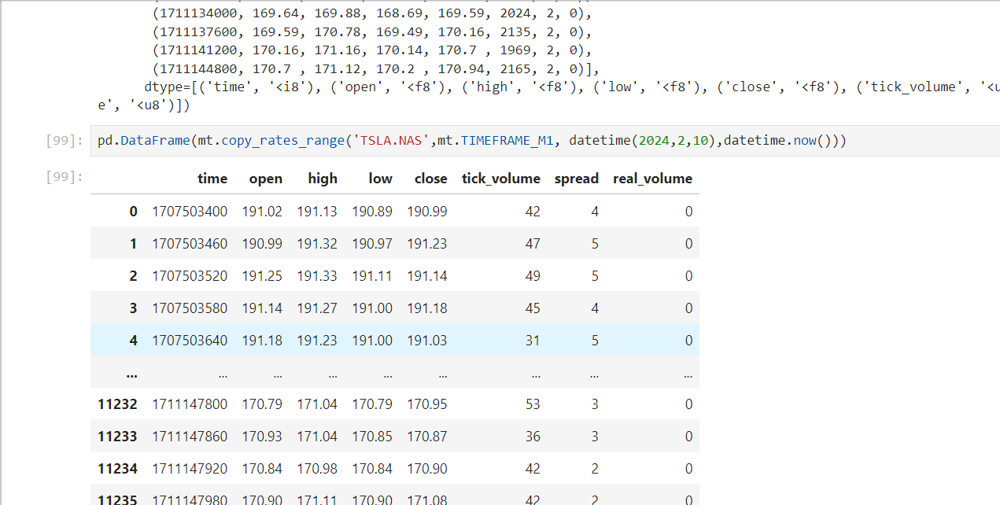 (1711134000, 169.64, 169.88, 168.69, 169.59, 2024, 2, 0),
(1711137600, 169.59, 170.78, 169.49, 170.16, 2135, 2, 0),
(1711141200, 170.16, 171.16, 170.14, 170.7 , 1969, 2, 0),
(1711144800, 170.7 , 171.12, 170.2 , 170.94, 2165, 2, 0)],
dtype=[('time', '<i8'), ('open', '<f8'), ('high', '<f8'), ('low', '<f8'), ('close', '<f8'), ('tick_volume', '<u
e', '<u8')])
[99]: pd.DataFrame(mt.copy_rates_range('TSLA.NAS',mt.TIMEFRAME_M1, datetime(2024,2,10),datetime.now()))
[99]: time open high low close tick_volume spread real_volume
0 1707503400 191.02 191.13 190.89 190.99 42 4 0
1 1707503460 190.99 191.32 190.97 191.23 47 5 0
2 1707503520 191.25 191.33 191.11 191.14 49 5 0
3 1707503580 191.14 191.27 191.00 191.18 45 4 0
4 1707503640 191.18 191.23 191.00 191.03 31 5 0
... ... ... ... ... ... ... ... ...
11232 1711147800 170.79 171.04 170.79 170.95 53 3 0
11233 1711147860 170.93 171.04 170.85 170.87 36 3 0
11234 1711147920 170.84 170.98 170.84 170.90 42 2 0
11235 1711147980 170.90 171.11 170.90 171.08 42 2 0